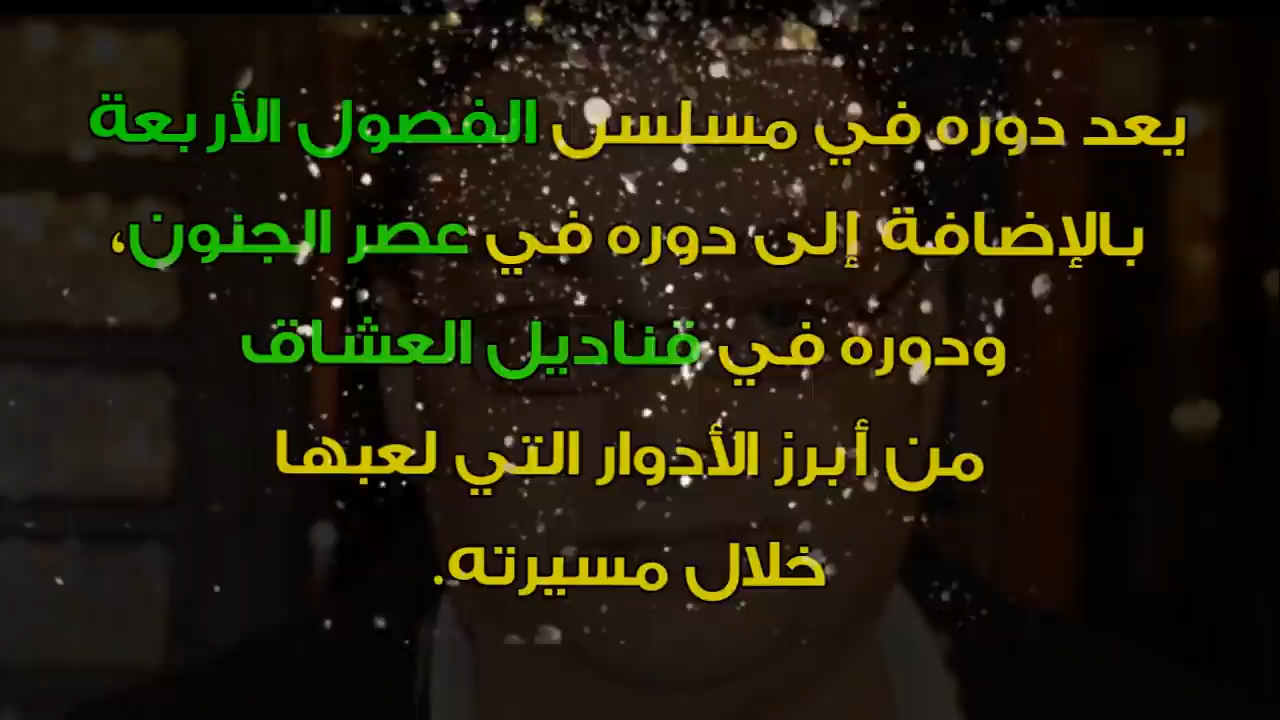 يعد دوره في مسلسل الفصول الأربعة
بالإضافة إلى دوره في عصر الجنون،
ودوره في قناديل العشاق
من أبرز الأدوار التي لعبها
خلال مسيرته.